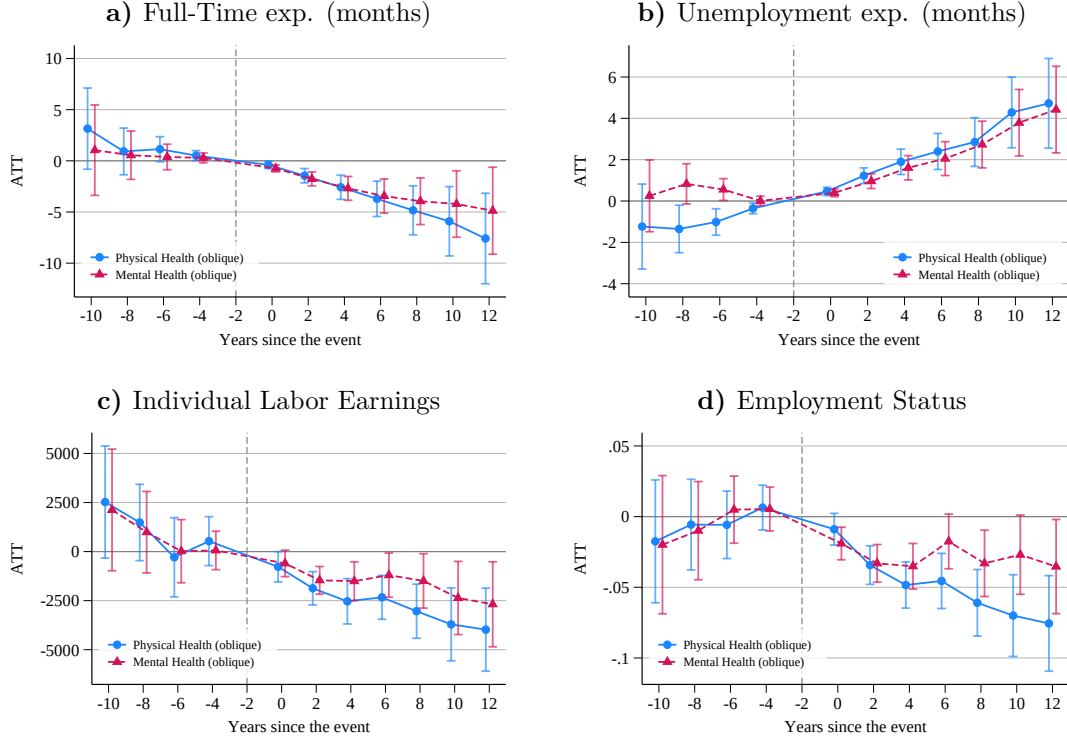 a) Full-Time exp. (months)
10
5
0
-5
-10
ATT
Physical Health (oblique)
Mental Health (oblique)
-10 -8 -6 -4 -2 0 2 4 6 8 10 12
Years since the event
b) Unemployment exp. (months)
6
4
2
0
-2
-4
ATT
Physical Health (oblique)
Mental Health (oblique)
-10 -8 -6 -4 -2 0 2 4 6 8 10 12
Years since the event
c) Individual Labor Earnings
5000
2500
0
-2500
-5000
ATT
Physical Health (oblique)
Mental Health (oblique)
-10 -8 -6 -4 -2 0 2 4 6 8 10 12
Years since the event
d) Employment Status
.05
0
-.05
-.1
ATT
Physical Health (oblique)
Mental Health (oblique)
-10 -8 -6 -4 -2 0 2 4 6 8 10 12
Years since the event